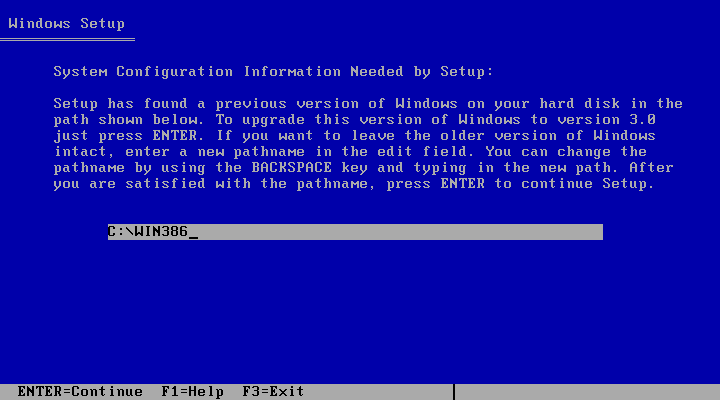 Windows Setup
System Configuration Information Needed by Setup:
Setup has found a previous version of Windows on your hard disk in the
path shown below. To upgrade this version of Windows to version 3.0
just press ENTER. If you want to leave the older version of Windows
intact, enter a new pathname in the edit field. You can change the
pathname by using the BACKSPACE key and typing in the new path. After
you are satisfied with the pathname, press ENTER to continue Setup.
C:\WIN386_
ENTER=Continue  F1=Help  F3=Exit